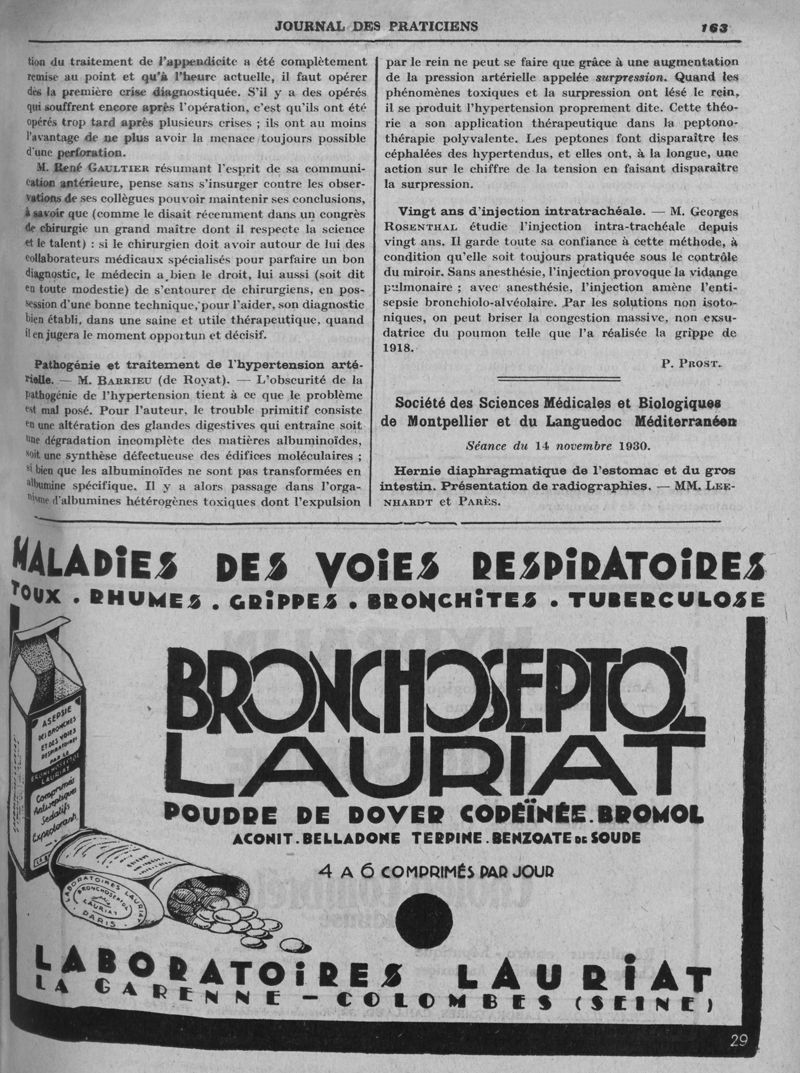 JOURNAL DES PRATICIENS
163
tion du traitement de l'appendicite a été complètement
remise au point et qu'à l'heure actuelle, il faut opérer
dès la première crise diagnostiquée. S'il y a des opérés
qui souffrent encore après l'opération, c'est qu'ils ont été
opérés trop tard après plusieurs crises ; ils ont au moins
l'avantage de ne plus avoir la menace toujours possible
d'une perforation.
M. René GAULTIER résumant l'esprit de sa communi-
cation antérieure, pense sans s'insurger contre les obser-
vations de ses collègues pouvoir maintenir ses conclusions,
à savoir que (comme le disait récemment dans un congrès
de chirurgie un grand maître dont il respecte la science
et le talent) : si le chirurgien doit avoir autour de lui des
collaborateurs médicaux spécialisés pour parfaire un bon
diagnostic, le médecin a bien le droit, lui aussi (soit dit
en toute modestie) de s'entourer de chirurgiens, en pos-
session d'une bonne technique, pour l'aider, son diagnostic
bien établi, dans une saine et utile thérapeutique, quand
il en jugera le moment opportun et décisif.
Pathogénie et traitement de l'hypertension arté-
rielle. — M. BARRIEU (de Royat). — L'obscurité de la
pathogénie de l'hypertension tient à ce que le problème
est mal posé. Pour l'auteur, le trouble primitif consiste
en une altération des glandes digestives qui entraîne soit
une dégradation incomplète des matières albuminoïdes,
soit une synthèse défectueuse des édifices moléculaires ;
si bien que les albuminoïdes ne sont pas transformées en
albumine spécifique. Il y a alors passage dans l'orga-
nisme d'albumines hétérogènes toxiques dont l'expulsion
par le rein ne peut se faire que grâce à une augmentation
de la pression artérielle appelée surpression. Quand les
phénomènes toxiques et la surpression ont lésé le rein,
il se produit l'hypertension proprement dite. Cette théo-
rie a son application thérapeutique dans la peptono-
thérapie polyvalente. Les peptones font disparaître les
céphalées des hypertendus, et elles ont, à la longue, une
action sur le chiffre de la tension en faisant disparaître
la surpression.
Vingt ans d'injection intratrachéale. — M. Georges
ROSENTHAL étudie l'injection intra-trachéale depuis
vingt ans. Il garde toute sa confiance à cette méthode, à
condition qu'elle soit toujours pratiquée sous le contrôle
du miroir. Sans anesthésie, l'injection provoque la vidange
pulmonaire ; avec anesthésie, l'injection amène l'enti-
sepsie bronchiolo-alvéolaire. Par les solutions non isoto-
niques, on peut briser la congestion massive, non exsu-
datrice du poumon telle que l'a réalisée la grippe de
1918.
P. PROST.
Société des Sciences Médicales et Biologiques
de Montpellier et du Languedoc Méditerranéen
Séance du 14 novembre 1930.
Hernie diaphragmatique de l'estomac et du gros
intestin. Présentation de radiographies. — MM. LEE-
NHARDT et PARÈS.
MALADIES DES VOIES RESPIRATOIRES
TOUX . RHUMES . GRIPPES . BRONCHITES . TUBERCULOSE
BRONCHOSEPTOL
LAURIAT
POUDRE DE DOVER CODÉÏNÉE . BROMOL
ACONIT . BELLADONE TERPINE . BENZOATE DE SOUDE
4 A 6 COMPRIMÉS PAR JOUR
ASEPSIE
DES BRONCHES
ET DES VOIES
RESPIRATOIRES
PAR LE
BRONCHOSEPTOL
LAURIAT
Comprimés
Antiseptiques
Sédatifs
Expectorants
LABORATOIRES LAURIAT
BRONCHOSEPTOL
LAURIAT
PARIS
LABORATOIRES LAURIAT
LA GARENNE - COLOMBES (SEINE)
29